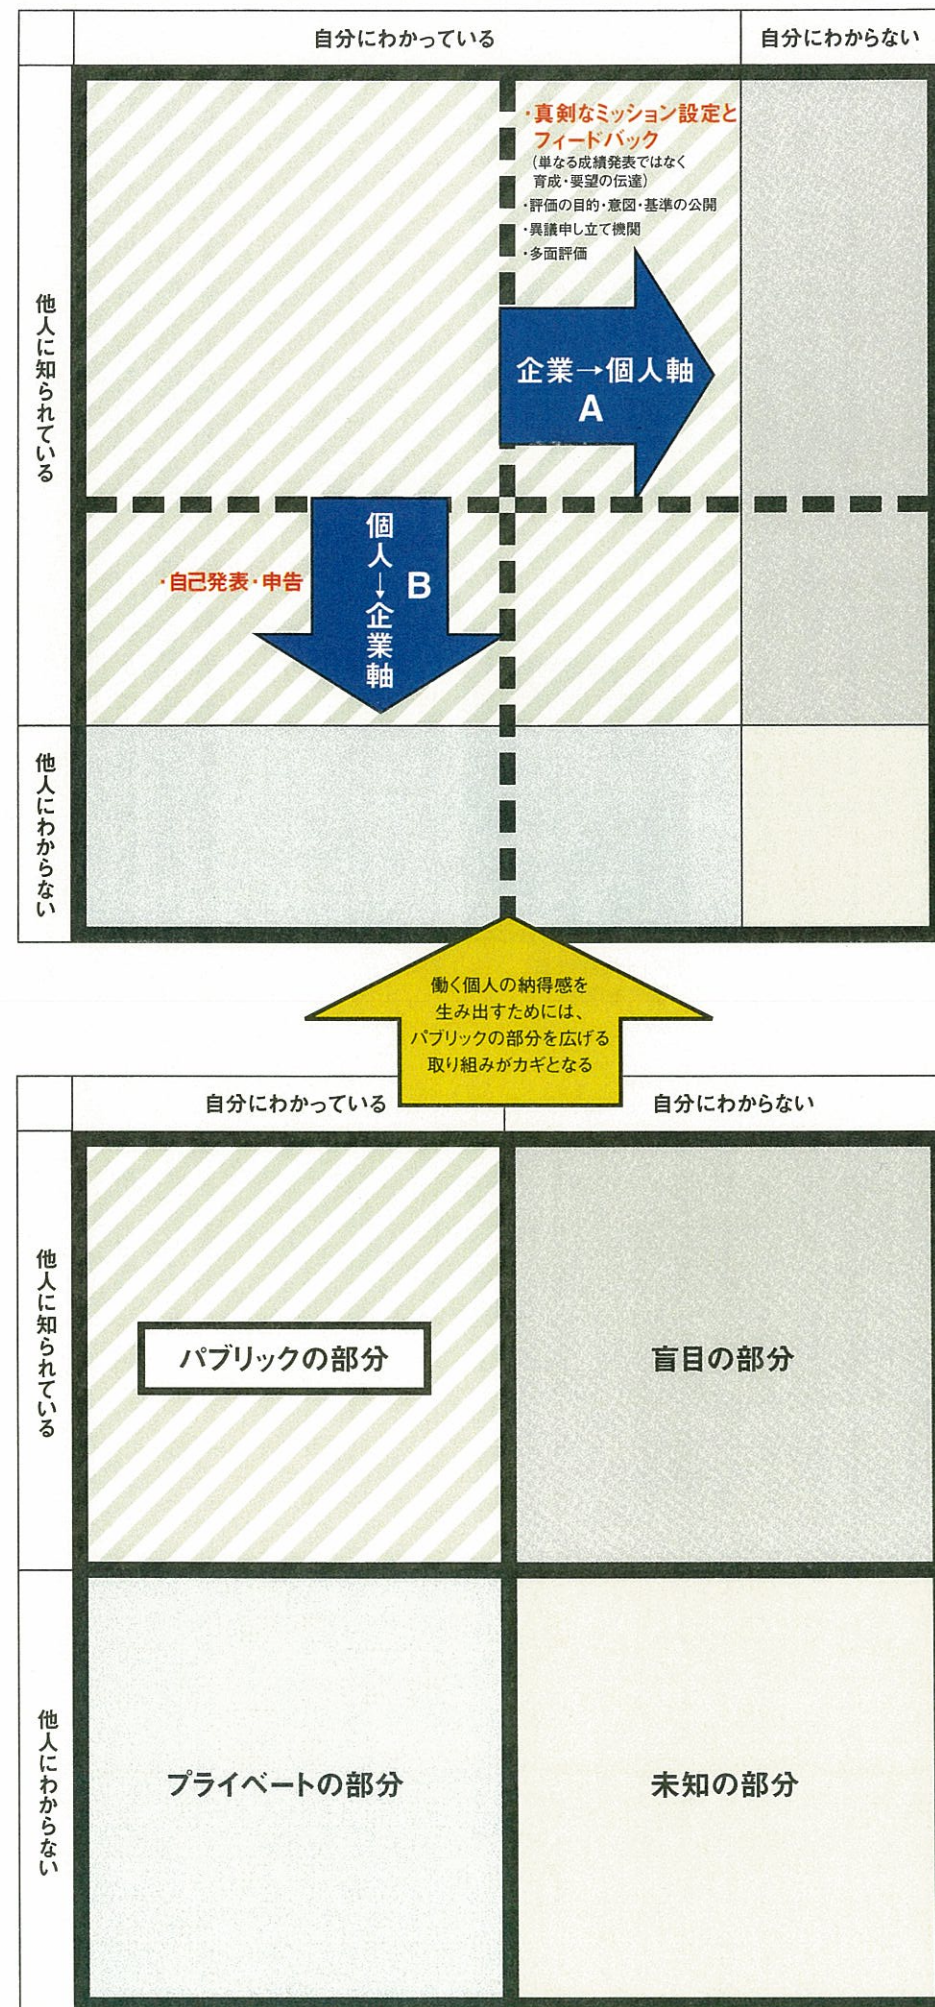 自分にわかっている
自分にわからない
他人に知られている
・真剣なミッション設定と
フィードバック
(単なる成績発表ではなく
育成・要望の伝達)
・評価の目的・意図・基準の公開
・異議申し立て機関
・多面評価
企業→個人軸
A
・自己発表・申告
個人→企業軸
B
他人にわからない
働く個人の納得感を
生み出すためには、
パブリックの部分を広げる
取り組みがカギとなる
自分にわかっている
自分にわからない
他人に知られている
パブリックの部分
盲目の部分
他人にわからない
プライベートの部分
未知の部分